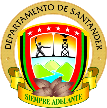 DEPARTAMENTO DE SANTANDER
SIEMPRE ADELANTE